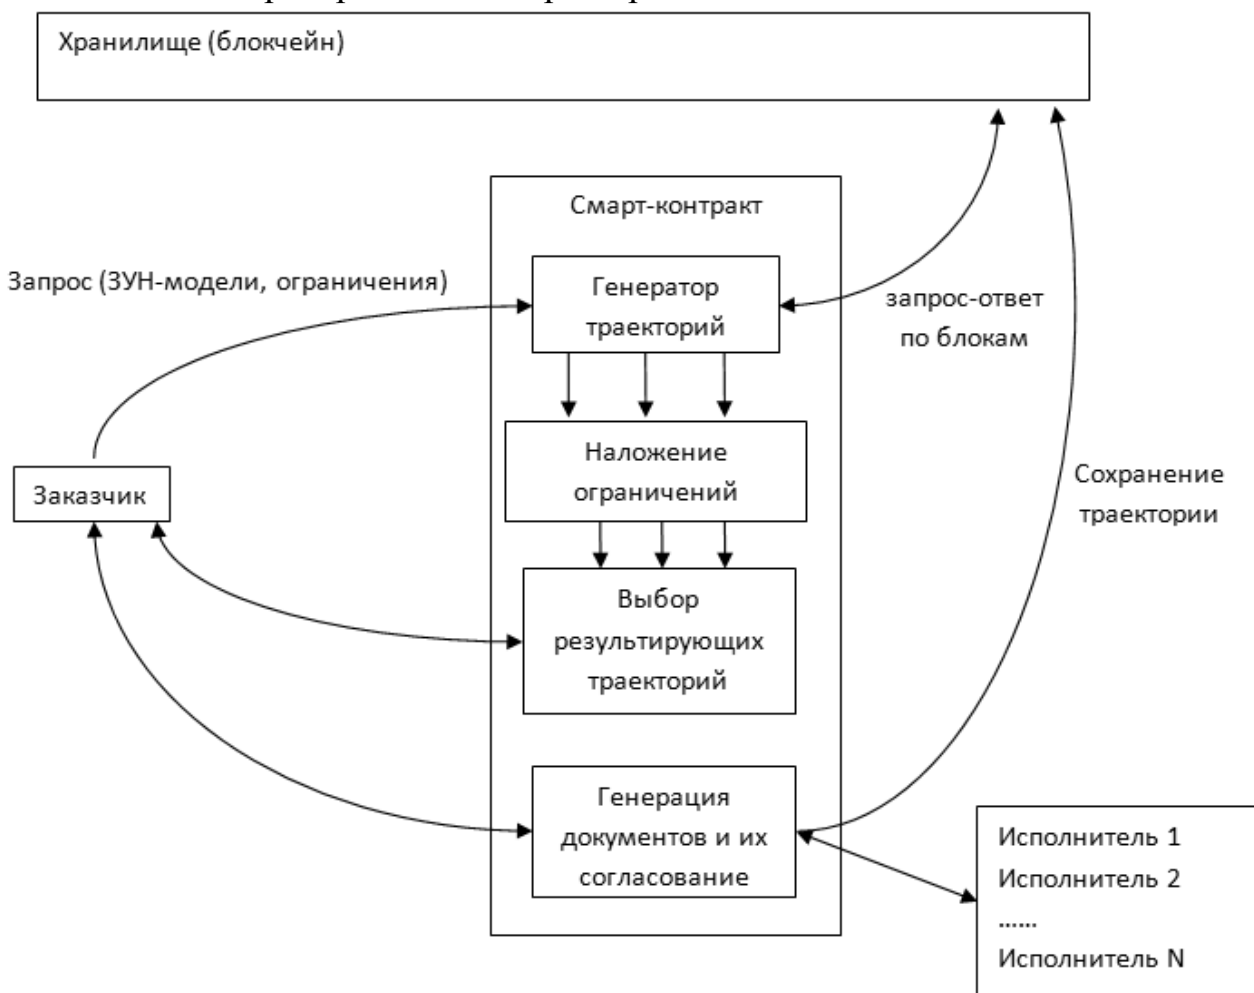 Хранилище (блокчейн)
Смарт-контракт
Запрос (ЗУН-модели, ограничения)
Генератор
траекторий
запрос-ответ
по блокам
Наложение
ограничений
Заказчик
Сохранение
траектории
Выбор
результирующих
траекторий
Генерация
документов и их
согласование
Исполнитель 1
Исполнитель 2
......
Исполнитель N